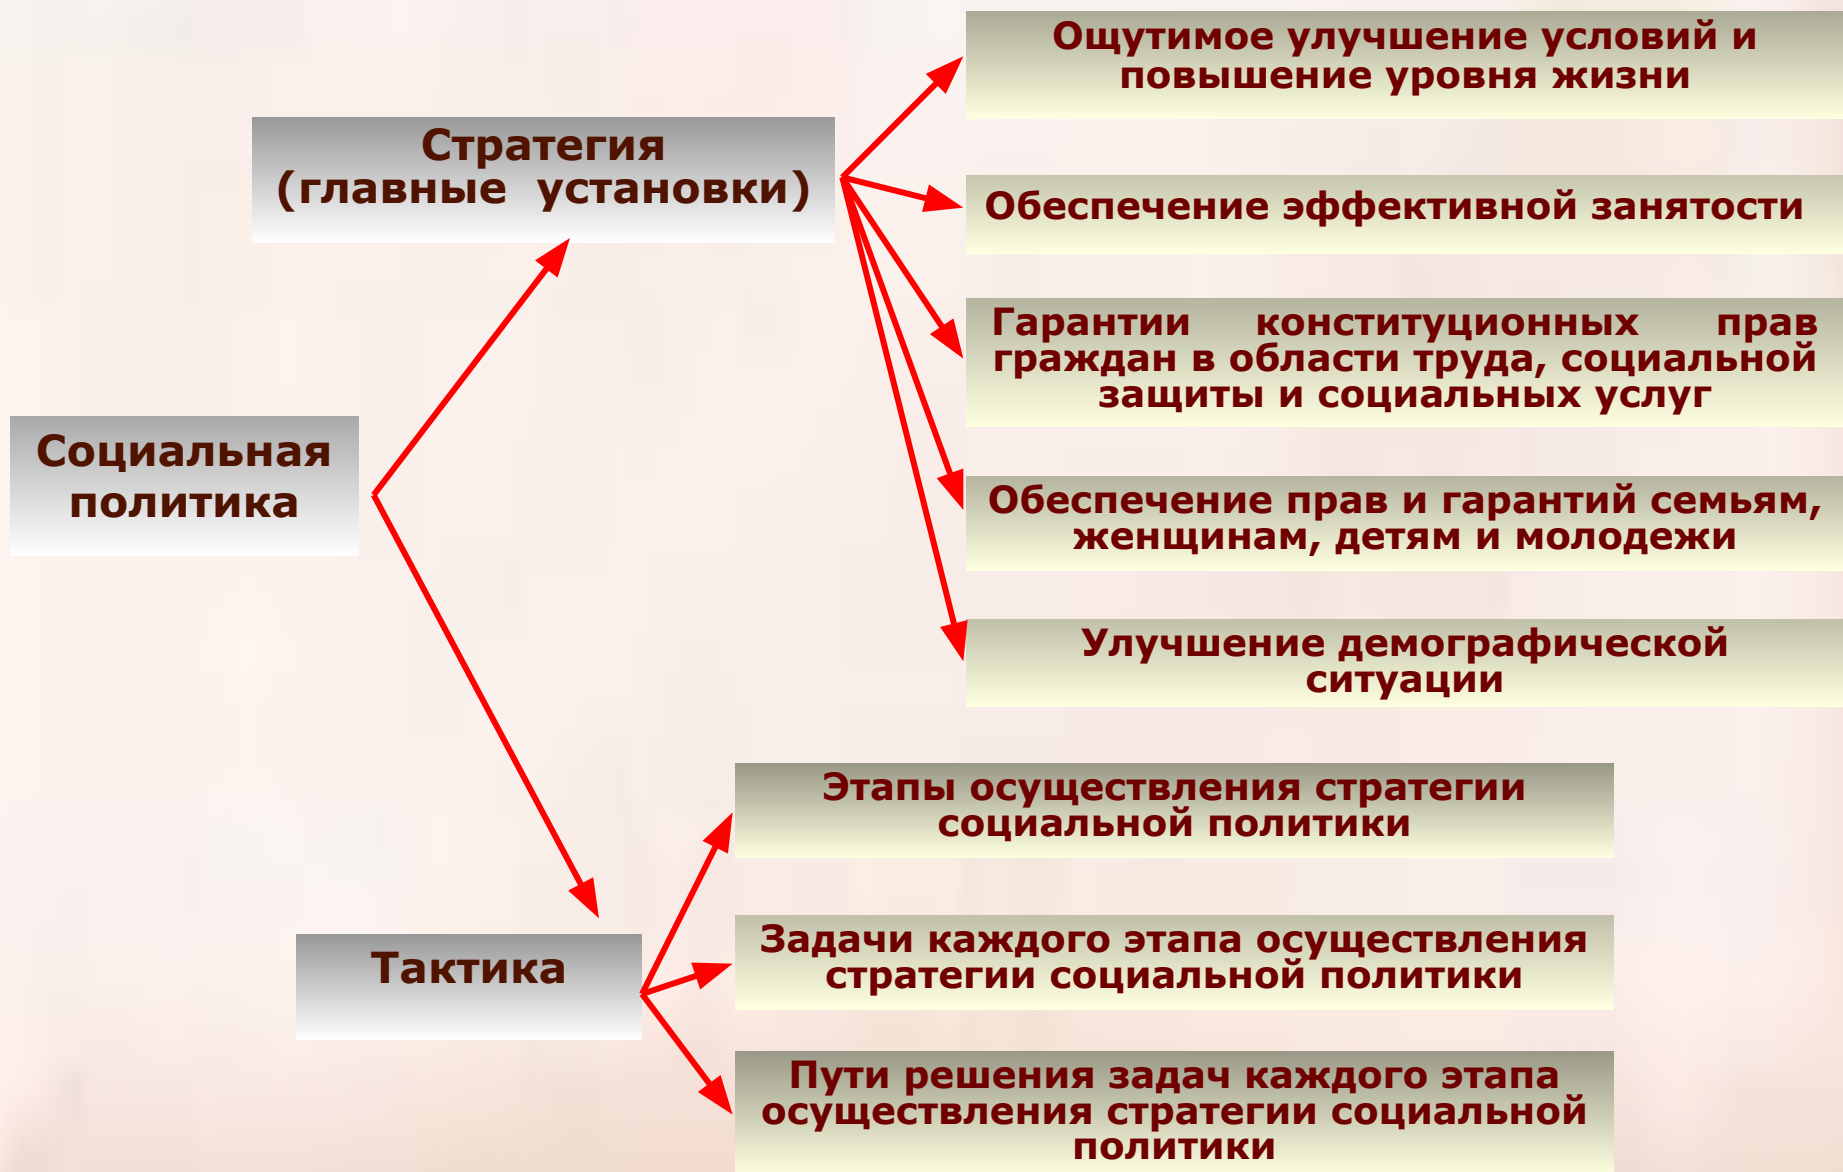 Ощутимое улучшение условий и
повышение уровня жизни
Стратегия
(главные установки)
Обеспечение эффективной занятости
Гарантии конституционных прав
граждан в области труда, социальной
защиты и социальных услуг
Социальная
политика
Обеспечение прав и гарантий семьям,
женщинам, детям и молодежи
Улучшение демографической
ситуации
Этапы осуществления стратегии
социальной политики
Тактика
Задачи каждого этапа осуществления
стратегии социальной политики
Пути решения задач каждого этапа
осуществления стратегии социальной
политики